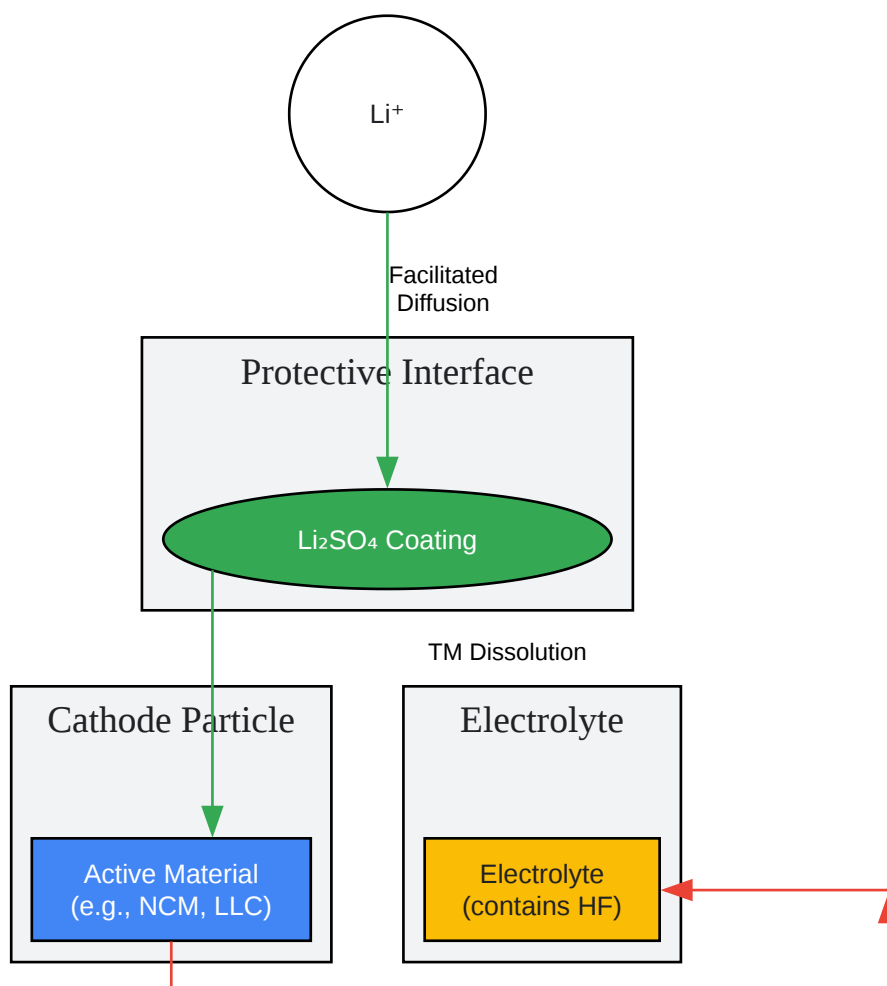 Li⁺
Facilitated
Diffusion
Protective Interface
Li₂SO₄ Coating
TM Dissolution
Cathode Particle
Electrolyte
Active Material
(e.g., NCM, LLC)
Electrolyte
(contains HF)